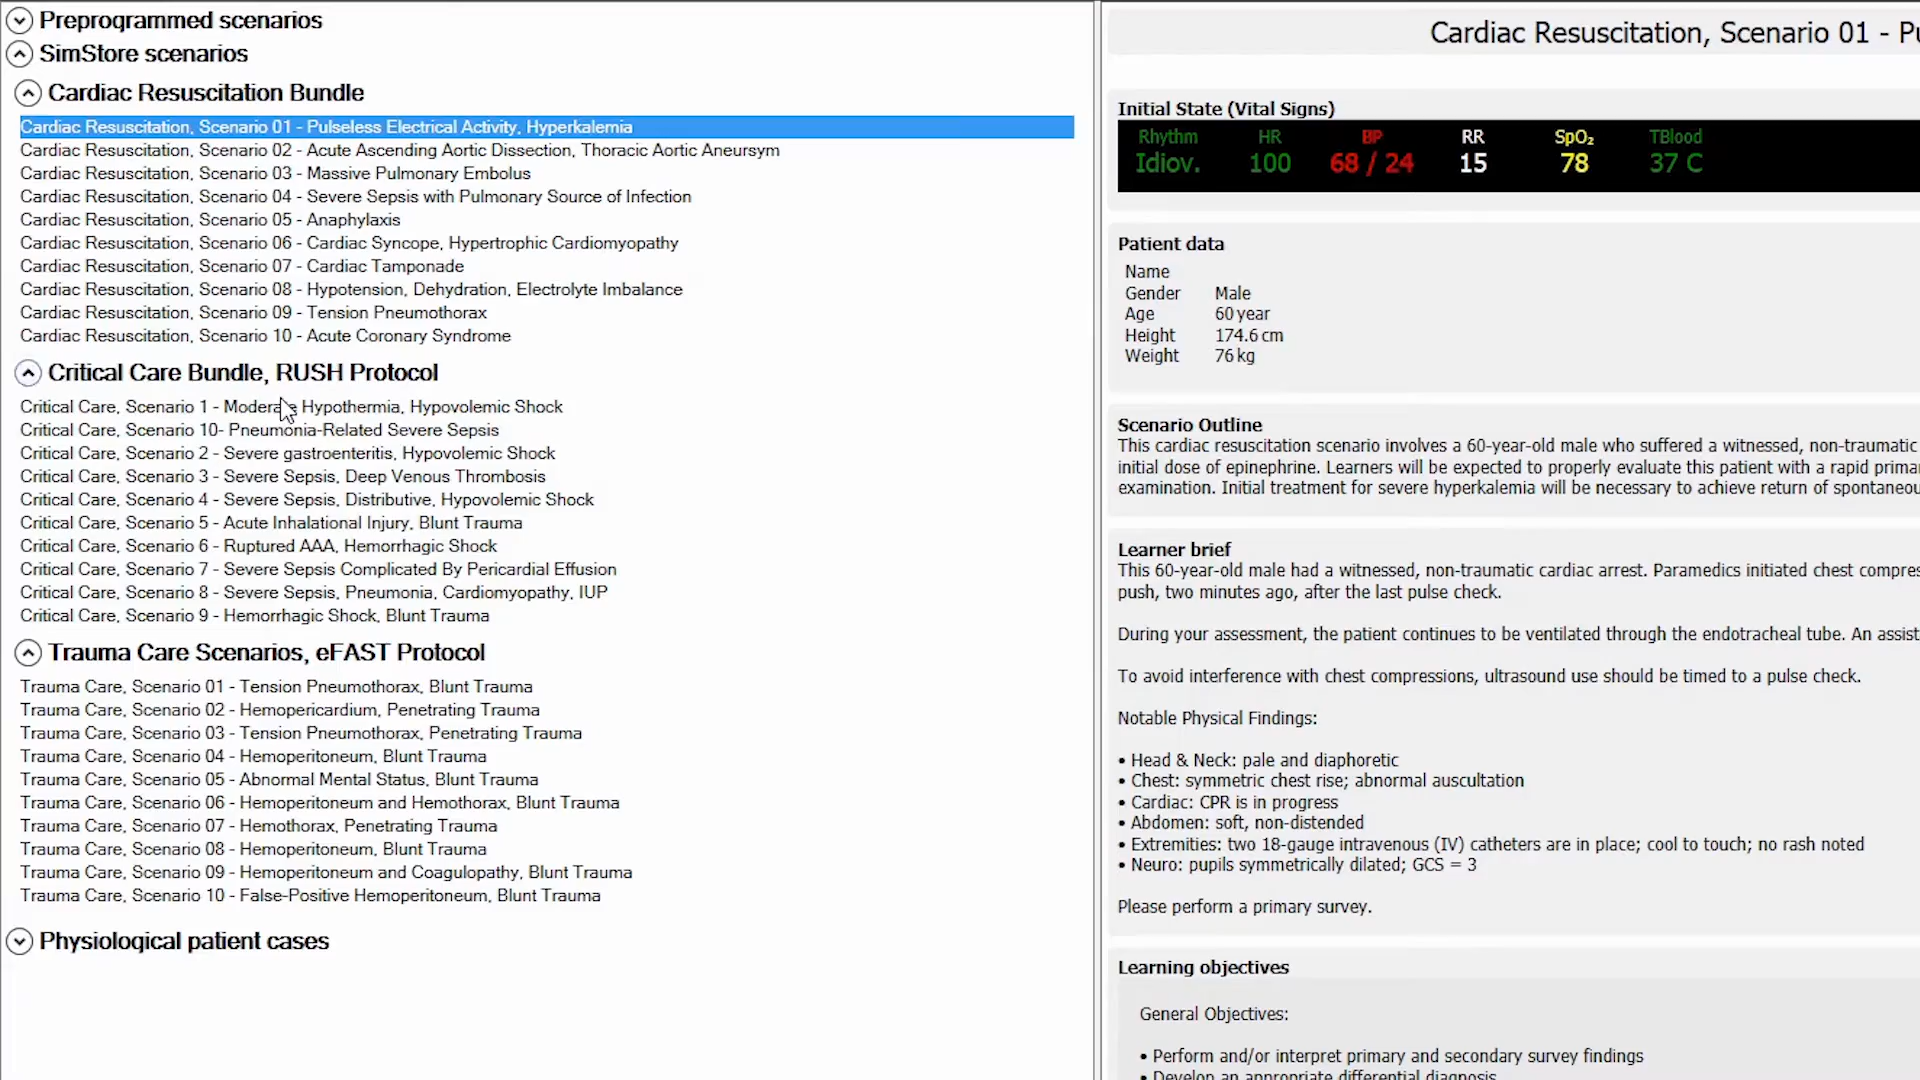 Preprogrammed scenarios
SimStore scenarios
Cardiac Resuscitation Bundle
Cardiac Resuscitation, Scenario 01 - Pulseless Electrical Activity, Hyperkalemia
Cardiac Resuscitation, Scenario 02 - Acute Ascending Aortic Dissection, Thoracic Aortic Aneursym
Cardiac Resuscitation, Scenario 03 - Massive Pulmonary Embolus
Cardiac Resuscitation, Scenario 04 - Severe Sepsis with Pulmonary Source of Infection
Cardiac Resuscitation, Scenario 05 - Anaphylaxis
Cardiac Resuscitation, Scenario 06 - Cardiac Syncope, Hypertrophic Cardiomyopathy
Cardiac Resuscitation, Scenario 07 - Cardiac Tamponade
Cardiac Resuscitation, Scenario 08 - Hypotension, Dehydration, Electrolyte Imbalance
Cardiac Resuscitation, Scenario 09 - Tension Pneumothorax
Cardiac Resuscitation, Scenario 10 - Acute Coronary Syndrome
Critical Care Bundle, RUSH Protocol
Critical Care, Scenario 1 - Moderate Hypothermia, Hypovolemic Shock
Critical Care, Scenario 10- Pneumonia-Related Severe Sepsis
Critical Care, Scenario 2 - Severe gastroenteritis, Hypovolemic Shock
Critical Care, Scenario 3 - Severe Sepsis, Deep Venous Thrombosis
Critical Care, Scenario 4 - Severe Sepsis, Distributive, Hypovolemic Shock
Critical Care, Scenario 5 - Acute Inhalational Injury, Blunt Trauma
Critical Care, Scenario 6 - Ruptured AAA, Hemorrhagic Shock
Critical Care, Scenario 7 - Severe Sepsis Complicated By Pericardial Effusion
Critical Care, Scenario 8 - Severe Sepsis, Pneumonia, Cardiomyopathy, IUP
Critical Care, Scenario 9 - Hemorrhagic Shock, Blunt Trauma
Trauma Care Scenarios, eFAST Protocol
Trauma Care, Scenario 01 - Tension Pneumothorax, Blunt Trauma
Trauma Care, Scenario 02 - Hemopericardium, Penetrating Trauma
Trauma Care, Scenario 03 - Tension Pneumothorax, Penetrating Trauma
Trauma Care, Scenario 04 - Hemoperitoneum, Blunt Trauma
Trauma Care, Scenario 05 - Abnormal Mental Status, Blunt Trauma
Trauma Care, Scenario 06 - Hemoperitoneum and Hemothorax, Blunt Trauma
Trauma Care, Scenario 07 - Hemothorax, Penetrating Trauma
Trauma Care, Scenario 08 - Hemoperitoneum, Blunt Trauma
Trauma Care, Scenario 09 - Hemoperitoneum and Coagulopathy, Blunt Trauma
Trauma Care, Scenario 10 - False-Positive Hemoperitoneum, Blunt Trauma
Physiological patient cases
Cardiac Resuscitation, Scenario 01 - Pu
Initial State (Vital Signs)
Rhythm HR BP RR SpO₂ TBlood
Idiov. 100 68 / 24 15 78 37 C
Patient data
Name
Gender Male
Age 60 year
Height 174.6 cm
Weight 76 kg
Scenario Outline
This cardiac resuscitation scenario involves a 60-year-old male who suffered a witnessed, non-traumatic
initial dose of epinephrine. Learners will be expected to properly evaluate this patient with a rapid prima
examination. Initial treatment for severe hyperkalemia will be necessary to achieve return of spontaneou
Learner brief
This 60-year-old male had a witnessed, non-traumatic cardiac arrest. Paramedics initiated chest compres
push, two minutes ago, after the last pulse check.
During your assessment, the patient continues to be ventilated through the endotracheal tube. An assist
To avoid interference with chest compressions, ultrasound use should be timed to a pulse check.
Notable Physical Findings:
• Head & Neck: pale and diaphoretic
• Chest: symmetric chest rise; abnormal auscultation
• Cardiac: CPR is in progress
• Abdomen: soft, non-distended
• Extremities: two 18-gauge intravenous (IV) catheters are in place; cool to touch; no rash noted
• Neuro: pupils symmetrically dilated; GCS = 3
Please perform a primary survey.
Learning objectives
General Objectives:
• Perform and/or interpret primary and secondary survey findings
• Develop an appropriate differential diagnosis